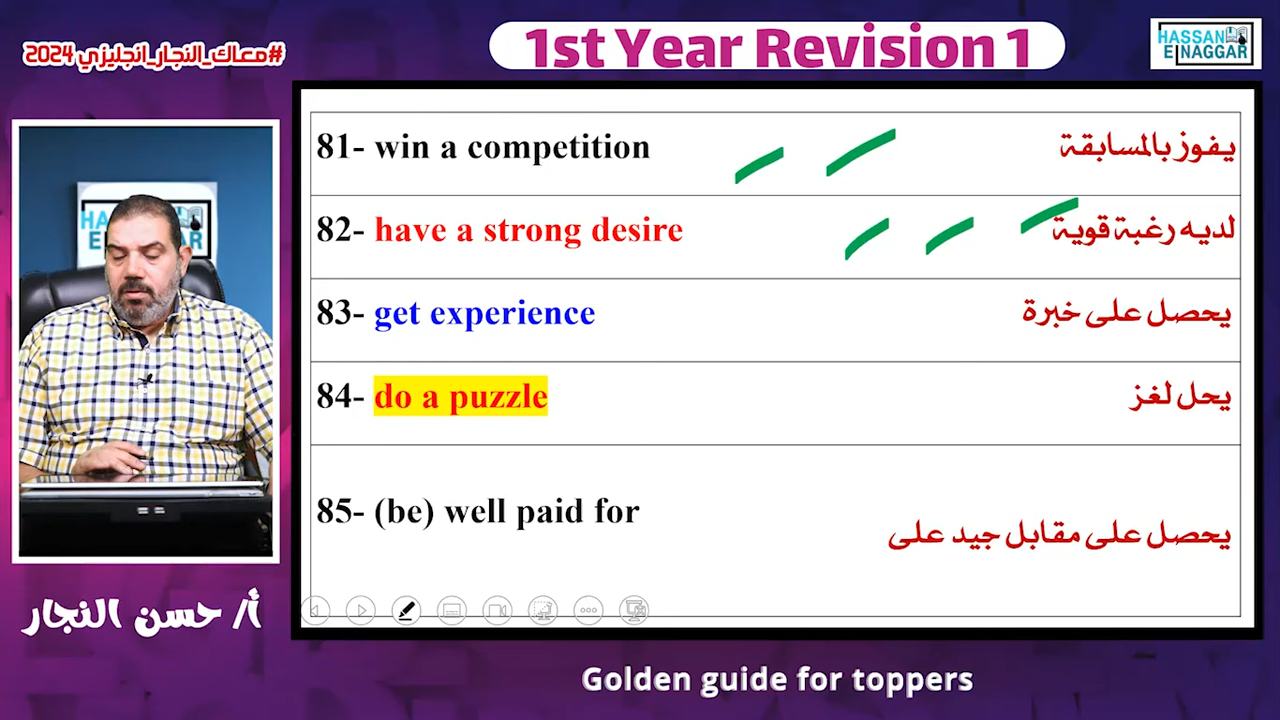 #معاك_النجار_انجليزي 2024
1st Year Revision 1
HASSAN
ELNAGGAR
81- win a competition يفوز بالمسابقة
82- have a strong desire لديه رغبة قوية
83- get experience يحصل على خبرة
84- do a puzzle يحل لغز
85- (be) well paid for يحصل على مقابل جيد على
أ/ حسن النجار
Golden guide for toppers